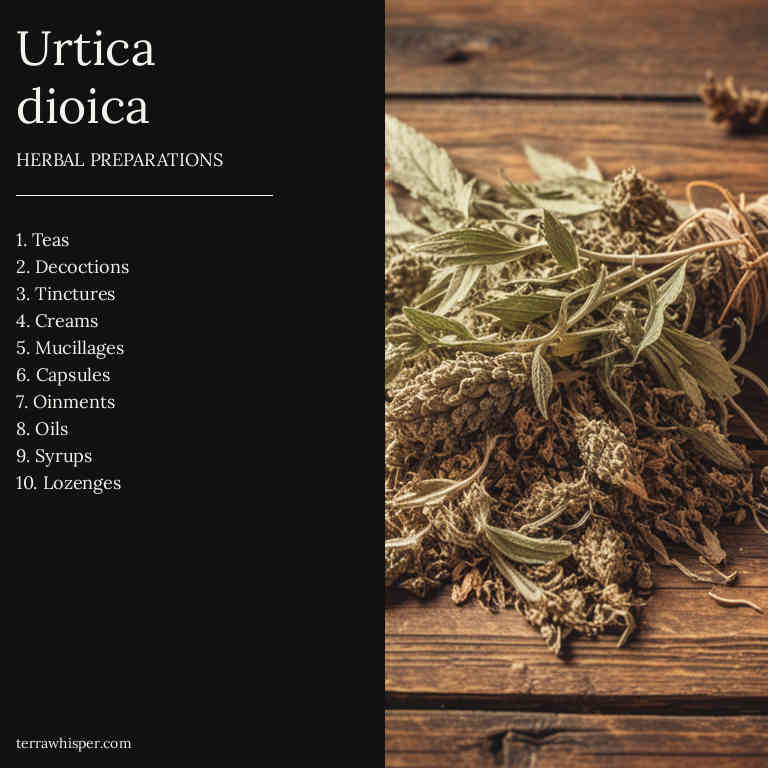 Urtica
dioica
HERBAL PREPARATIONS
1. Teas
2. Decoctions
3. Tinctures
4. Creams
5. Mucillages
6. Capsules
7. Oinments
8. Oils
9. Syrups
10. Lozenges
terrawhisper.com